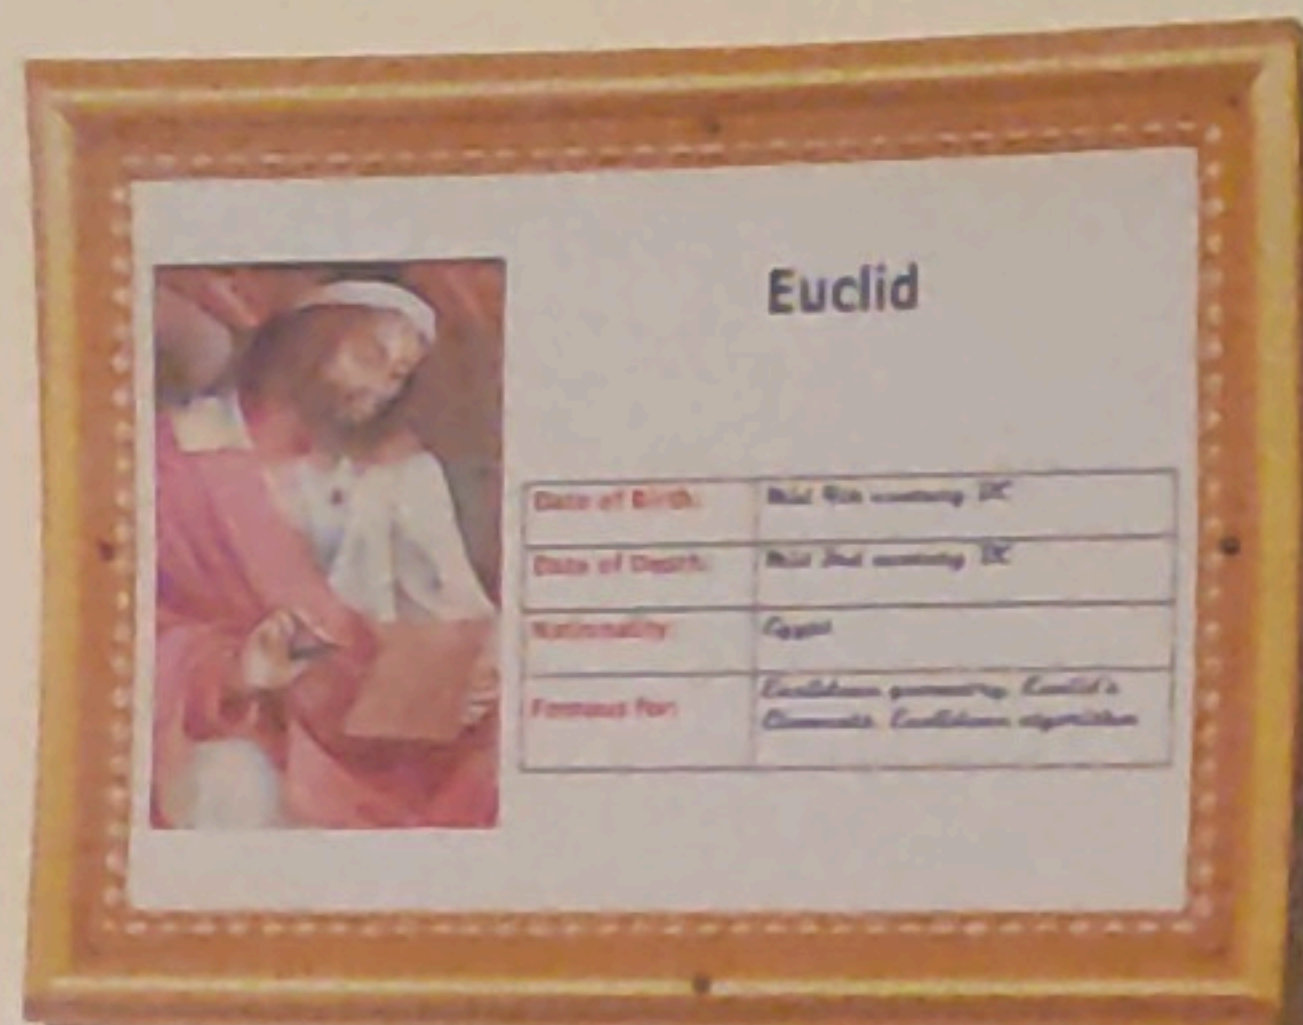 Euclid
Date of Birth: Mid 4th century BC
Date of Death: Mid 3rd century BC
Nationality: Egypt
Famous for: Euclidean geometry, Euclid's
Elements, Euclidean algorithm